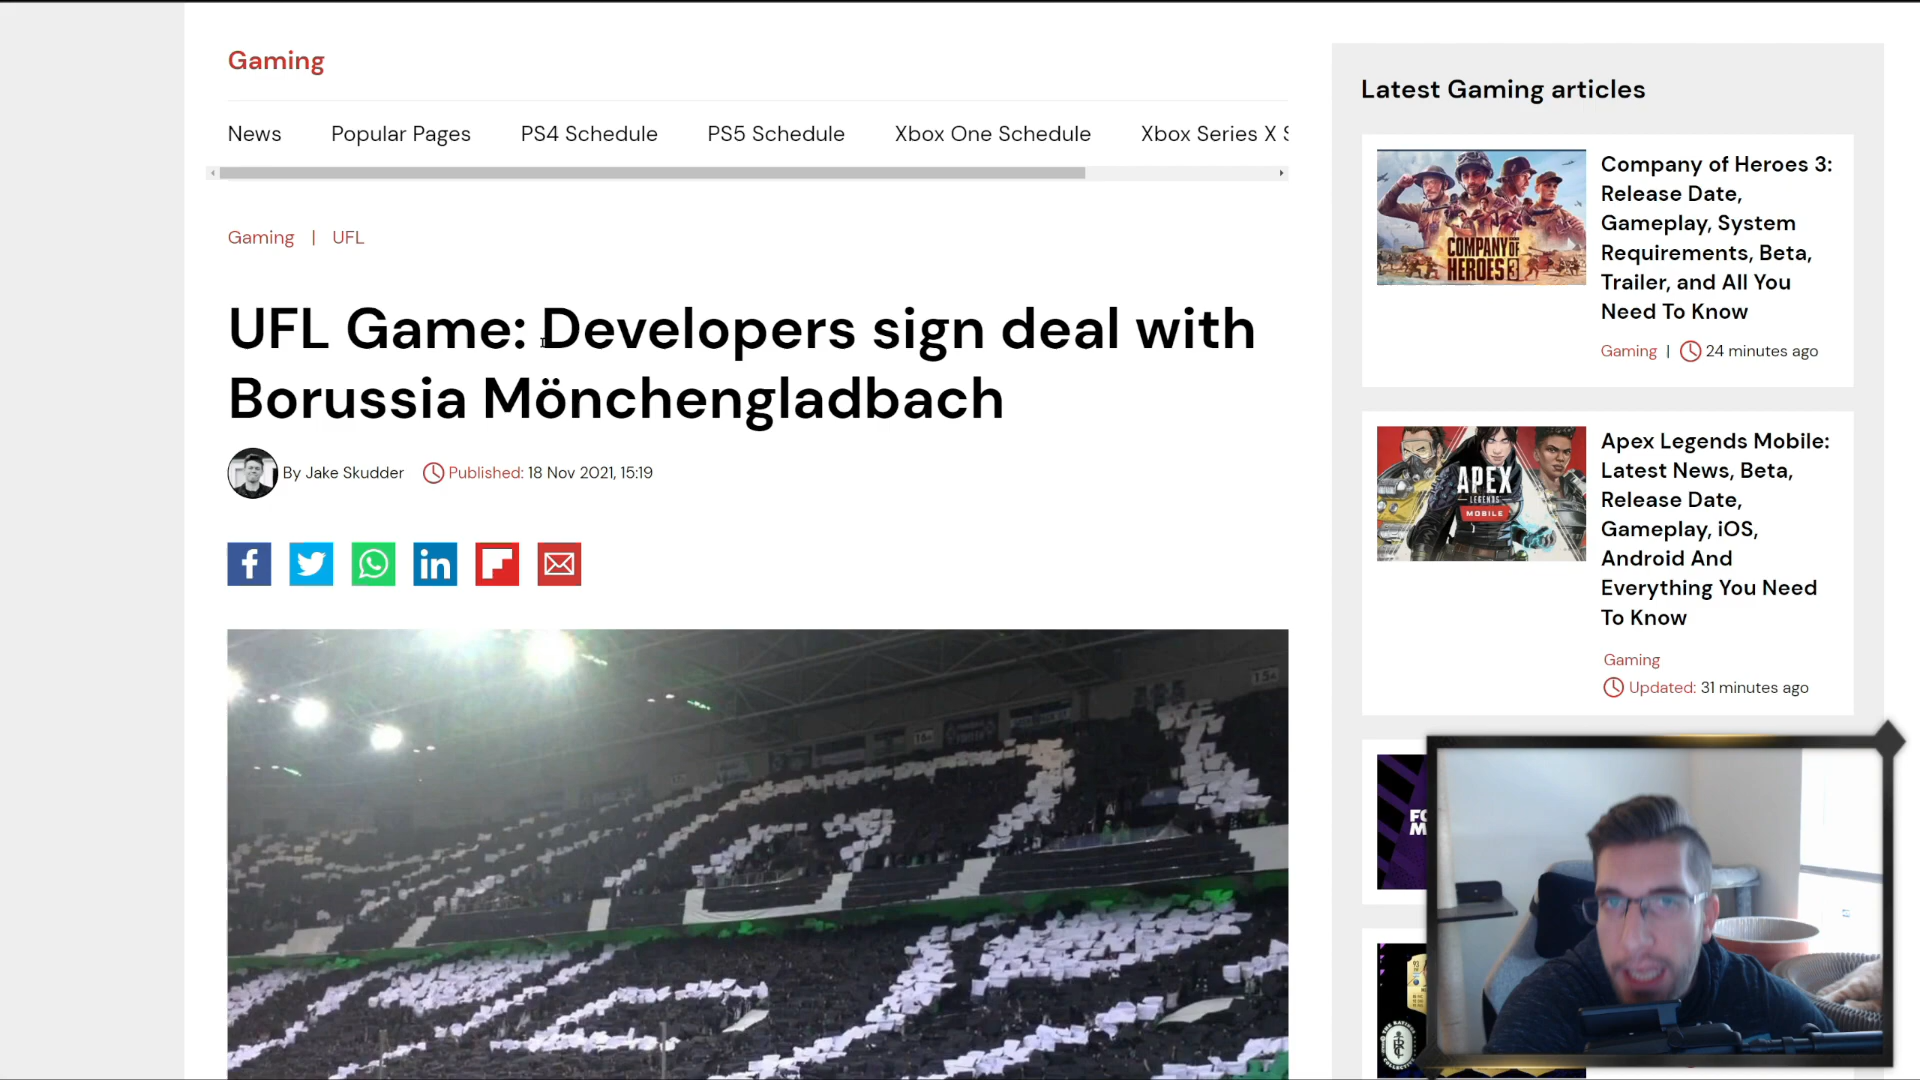 Gaming
News Popular Pages PS4 Schedule PS5 Schedule Xbox One Schedule Xbox Series X S
Gaming | UFL
UFL Game: Developers sign deal with
Borussia Mönchengladbach
By Jake Skudder Published: 18 Nov 2021, 15:19
Latest Gaming articles
COMPANY OF
HEROES 3
Company of Heroes 3:
Release Date,
Gameplay, System
Requirements, Beta,
Trailer, and All You
Need To Know
Gaming | 24 minutes ago
APEX
LEGENDS
MOBILE
Apex Legends Mobile:
Latest News, Beta,
Release Date,
Gameplay, iOS,
Android And
Everything You Need
To Know
Gaming
Updated: 31 minutes ago